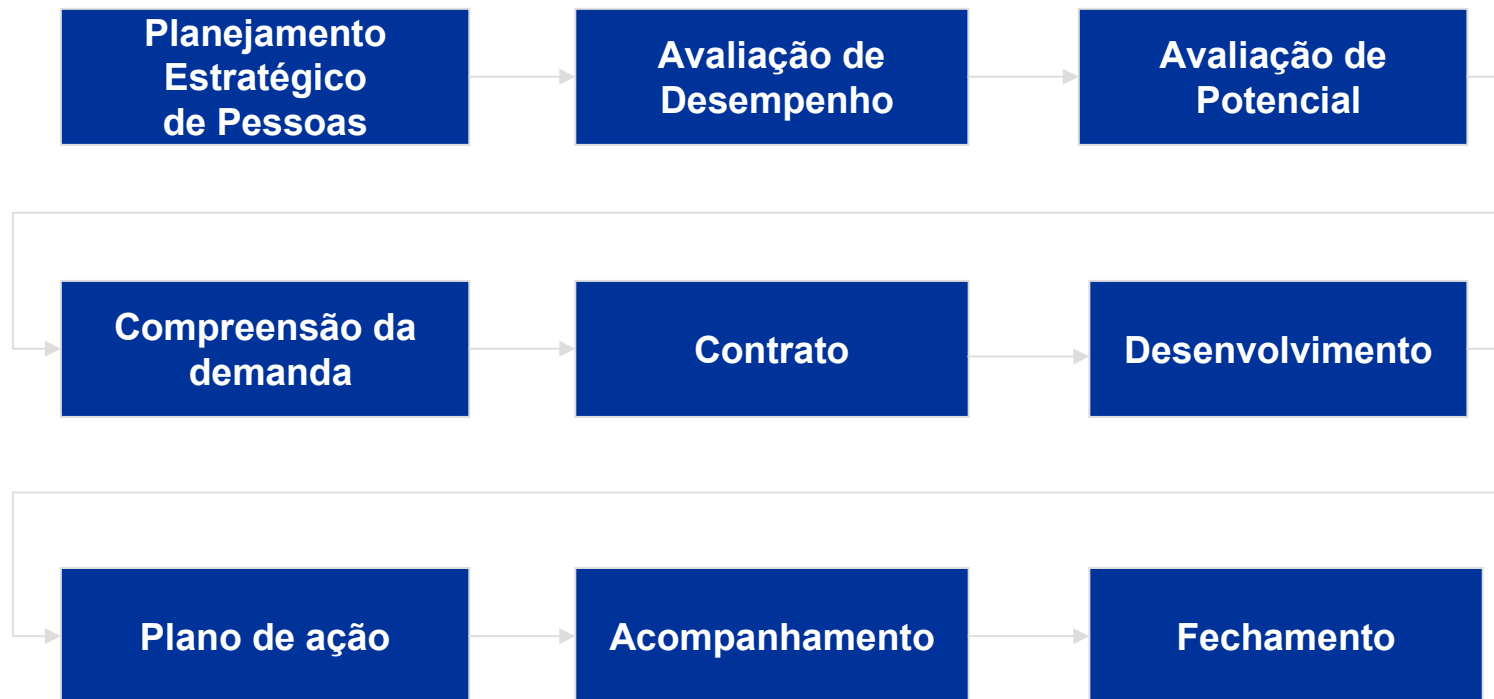 Planejamento
Estratégico
de Pessoas
Avaliação de
Desempenho
Avaliação de
Potencial
Compreensão da
demanda
Contrato
Desenvolvimento
Plano de ação
Acompanhamento
Fechamento